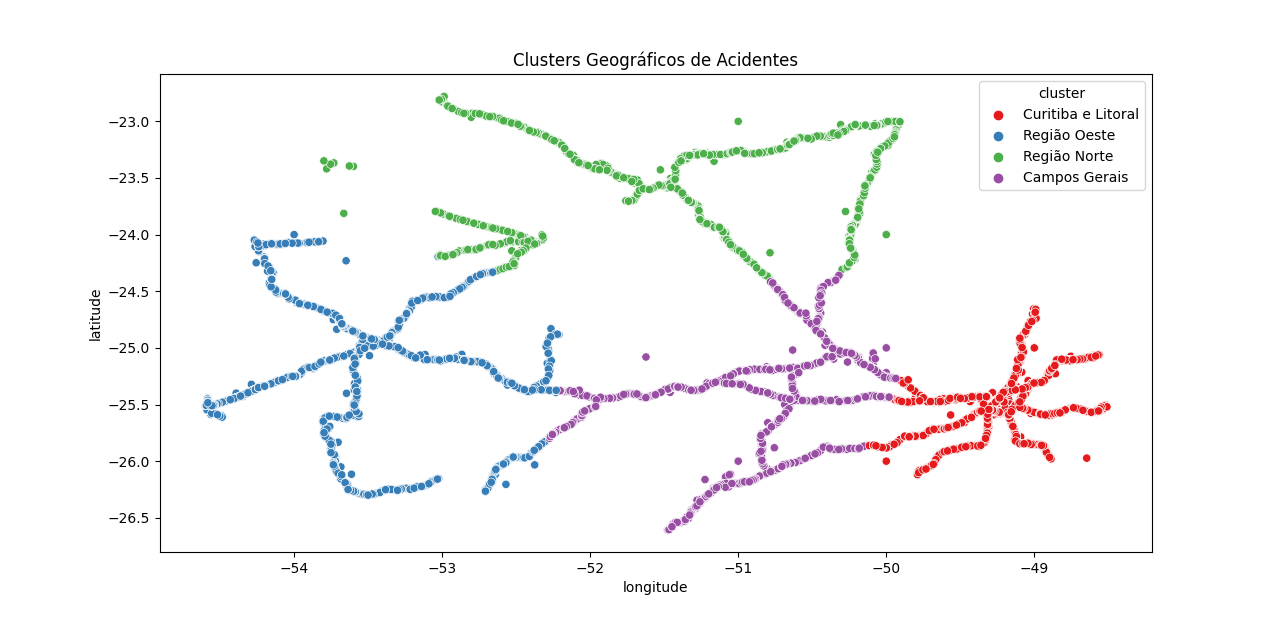 Clusters Geográficos de Acidentes
cluster
Curitiba e Litoral
Região Oeste
Região Norte
Campos Gerais
latitude
−23.0
−23.5
−24.0
−24.5
−25.0
−25.5
−26.0
−26.5
−54
−53
−52
−51
−50
−49
longitude